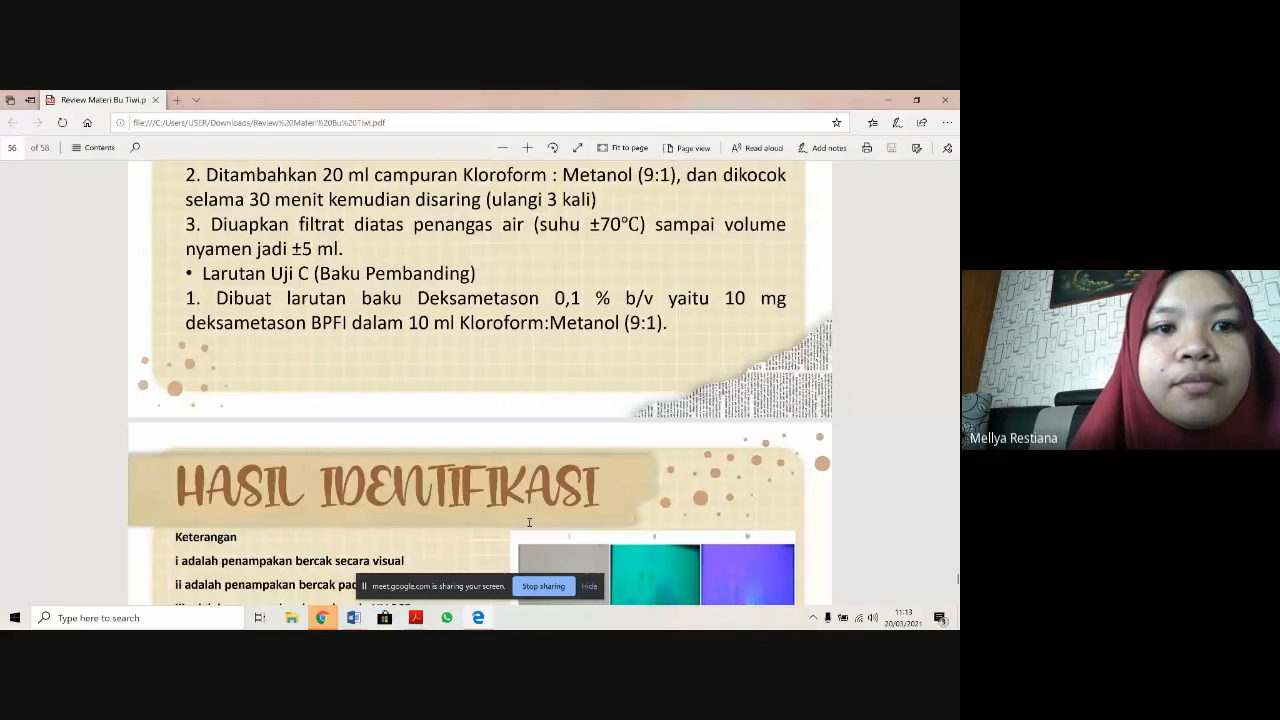 Review Materi Bu Tiwi.p
file:///C:/Users/USER/Downloads/Review%20Materi%20Bu%20Tiwi.pdf
56 of 58 Contents Fit to page Page view Read aloud Add notes
2. Ditambahkan 20 ml campuran Kloroform : Metanol (9:1), dan dikocok
selama 30 menit kemudian disaring (ulangi 3 kali)
3. Diuapkan filtrat diatas penangas air (suhu ±70℃) sampai volume
nyamen jadi ±5 ml.
• Larutan Uji C (Baku Pembanding)
1. Dibuat larutan baku Deksametason 0,1 % b/v yaitu 10 mg
deksametason BPFI dalam 10 ml Kloroform:Metanol (9:1).
HASIL IDENTIFIKASI
Keterangan
i adalah penampakan bercak secara visual
ii adalah penampakan bercak pad
i ii iii
meet.google.com is sharing your screen. Stop sharing Hide
Type here to search
11:13
20/03/2021
Mellya Restiana